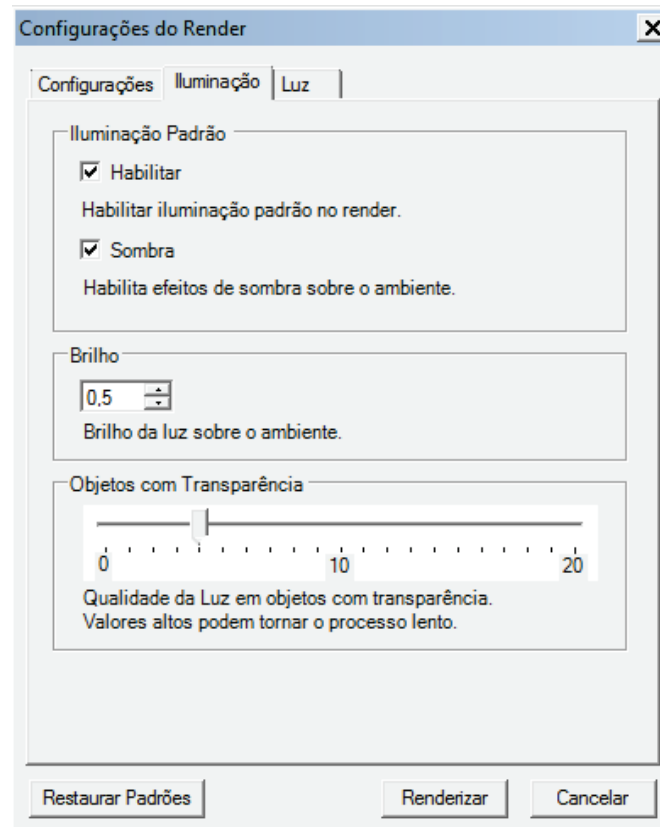 Configurações do Render
Configurações Iluminação Luz
Iluminação Padrão
Habilitar
Habilitar iluminação padrão no render.
Sombra
Habilita efeitos de sombra sobre o ambiente.
Brilho
0,5
Brilho da luz sobre o ambiente.
Objetos com Transparência
0 10 20
Qualidade da Luz em objetos com transparência.
Valores altos podem tornar o processo lento.
Restaurar Padrões Renderizar Cancelar